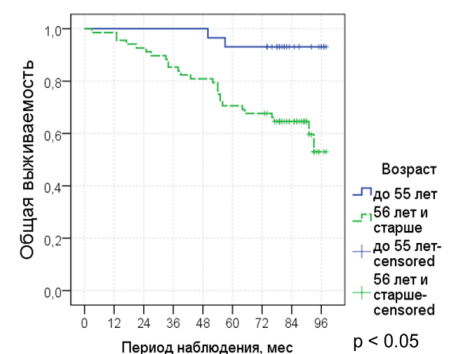 Общая выживаемость
1,0
0,8
0,6
0,4
0,2
0,0
0 12 24 36 48 60 72 84 96
Период наблюдения, мес
Возраст
до 55 лет
56 лет и
старше
до 55 лет-
censored
56 лет и
старше-
censored
p < 0.05